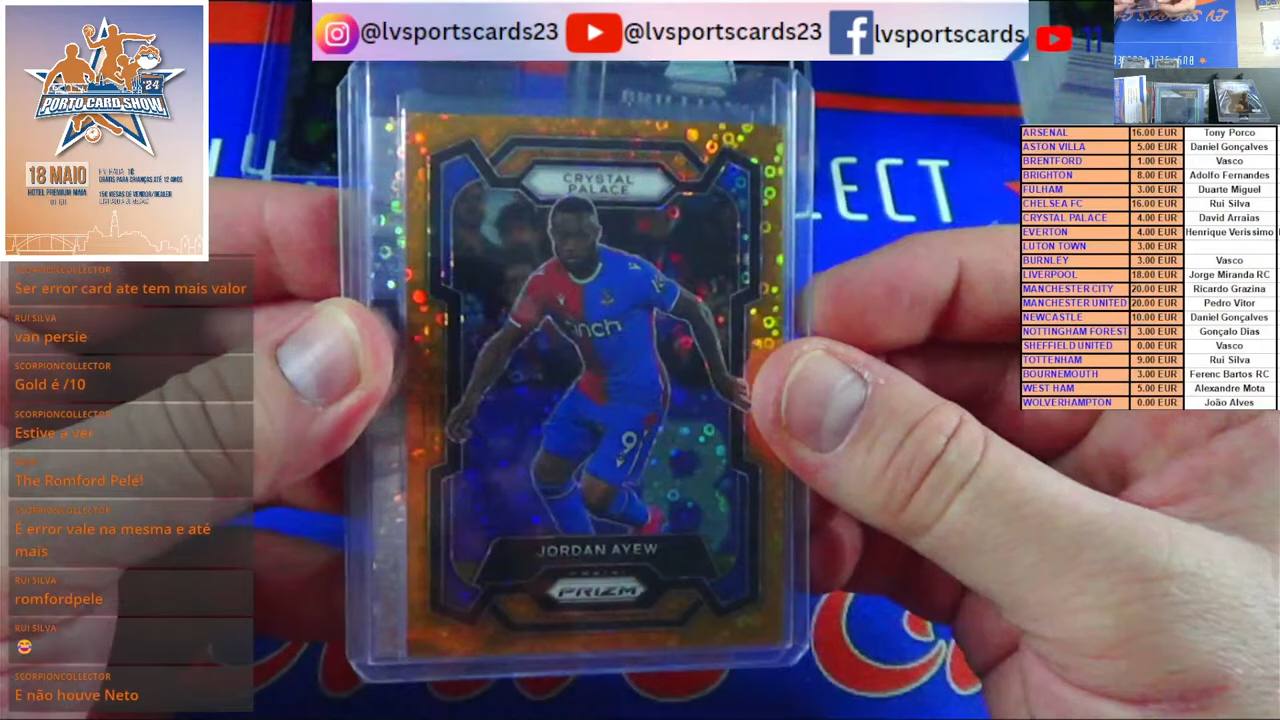 '24
PORTO CARD SHOW
18 MAIO
HOTEL PREMIUM MAIA
@lvsportscards23
@lvsportscards23
lvsportscards
11
SCORPIONCOLLECTOR
Ser error card ate tem mais valor
RUI SILVA
van persie
SCORPIONCOLLECTOR
Gold é /10
SCORPIONCOLLECTOR
Estive a ver
The Romford Pelé!
SCORPIONCOLLECTOR
É error vale na mesma e até
mais
RUI SILVA
romfordpele
RUI SILVA
SCORPIONCOLLECTOR
E não houve Neto
CRYSTAL
PALACE
cinch
9
JORDAN AYEW
PANINI
PRIZM
ARSENAL 16.00 EUR Tony Porco
ASTON VILLA 5.00 EUR Daniel Gonçalves
BRENTFORD 1.00 EUR Vasco
BRIGHTON 8.00 EUR Adolfo Fernandes
FULHAM 3.00 EUR Duarte Miguel
CHELSEA FC 16.00 EUR Rui Silva
CRYSTAL PALACE 4.00 EUR David Arraias
EVERTON 4.00 EUR Henrique Verissimo
LUTON TOWN 3.00 EUR
BURNLEY 3.00 EUR Vasco
LIVERPOOL 18.00 EUR Jorge Miranda RC
MANCHESTER CITY 20.00 EUR Ricardo Grazina
MANCHESTER UNITED 20.00 EUR Pedro Vitor
NEWCASTLE 10.00 EUR Daniel Gonçalves
NOTTINGHAM FOREST 3.00 EUR Gonçalo Dias
SHEFFIELD UNITED 0.00 EUR Vasco
TOTTENHAM 9.00 EUR Rui Silva
BOURNEMOUTH 3.00 EUR Ferenc Bartos RC
WEST HAM 5.00 EUR Alexandre Mota
WOLVERHAMPTON 0.00 EUR João Alves